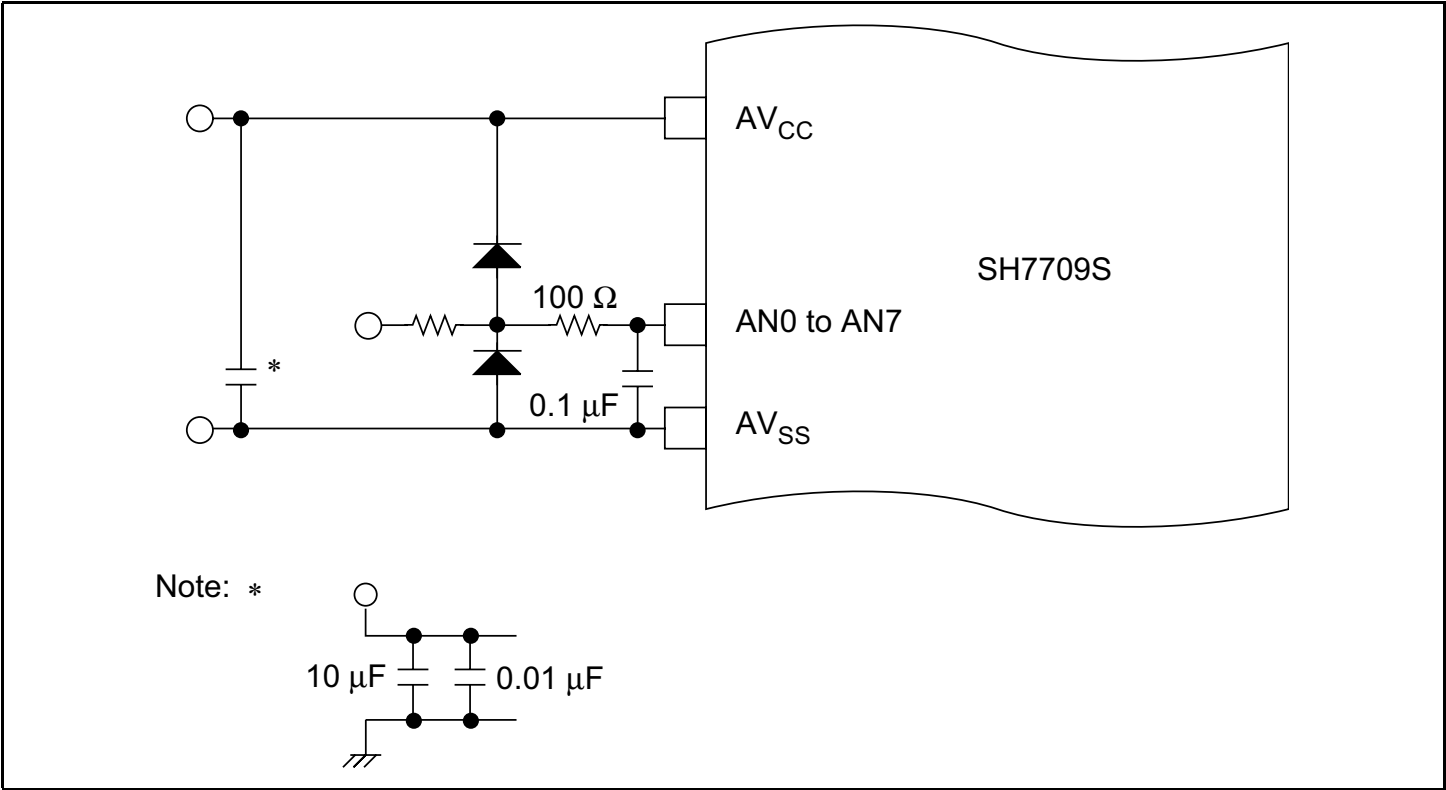 AVCC
SH7709S
100 Ω
AN0 to AN7
*
0.1 μF
AVSS
Note: *
10 μF
0.01 μF